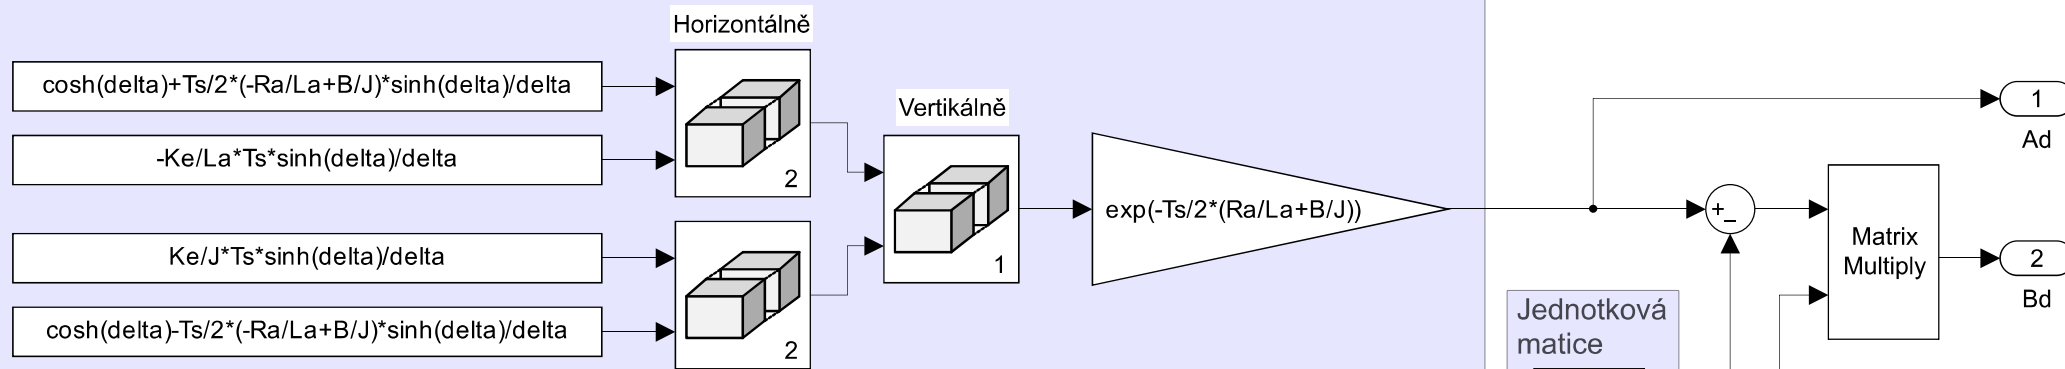 Horizontálně
cosh(delta)+Ts/2*(-Ra/La+B/J)*sinh(delta)/delta
-Ke/La*Ts*sinh(delta)/delta
2
Vertikálně
1
Ke/J*Ts*sinh(delta)/delta
cosh(delta)-Ts/2*(-Ra/La+B/J)*sinh(delta)/delta
2
exp(-Ts/2*(Ra/La+B/J))
1
Ad
+
−
Matrix
Multiply
2
Bd
Jednotková
matice